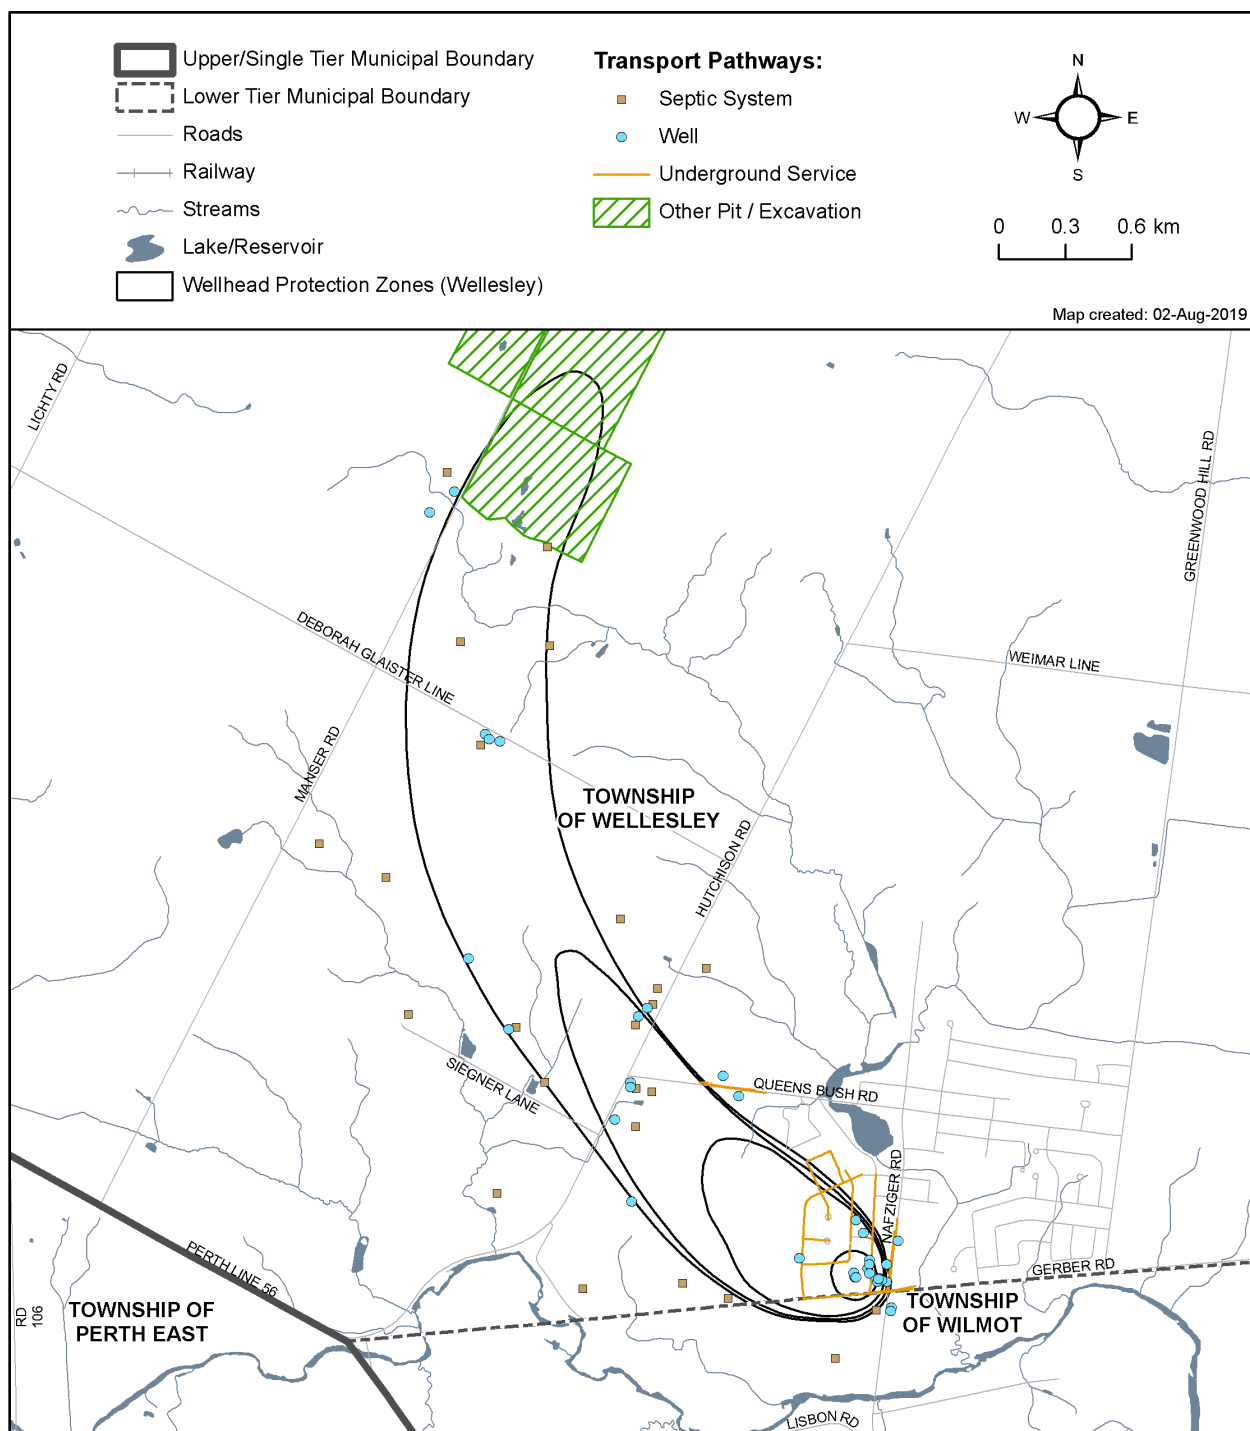 Upper/Single Tier Municipal Boundary
Lower Tier Municipal Boundary
Roads
Railway
Streams
Lake/Reservoir
Wellhead Protection Zones (Wellesley)
Transport Pathways:
Septic System
Well
Underground Service
Other Pit / Excavation
N
W
E
S
0 0.3 0.6 km
Map created: 02-Aug-2019
LICHTY RD
GREENWOOD HILL RD
DEBORAH GLAISTER LINE
WEIMAR LINE
MANSER RD
TOWNSHIP
OF WELLESLEY
HUTCHISON RD
SIEGNER LANE
QUEENS BUSH RD
NAFZIGER RD
PERTH LINE 56
GERBER RD
RD
106
TOWNSHIP OF
PERTH EAST
TOWNSHIP
OF WILMOT
LISBON RD